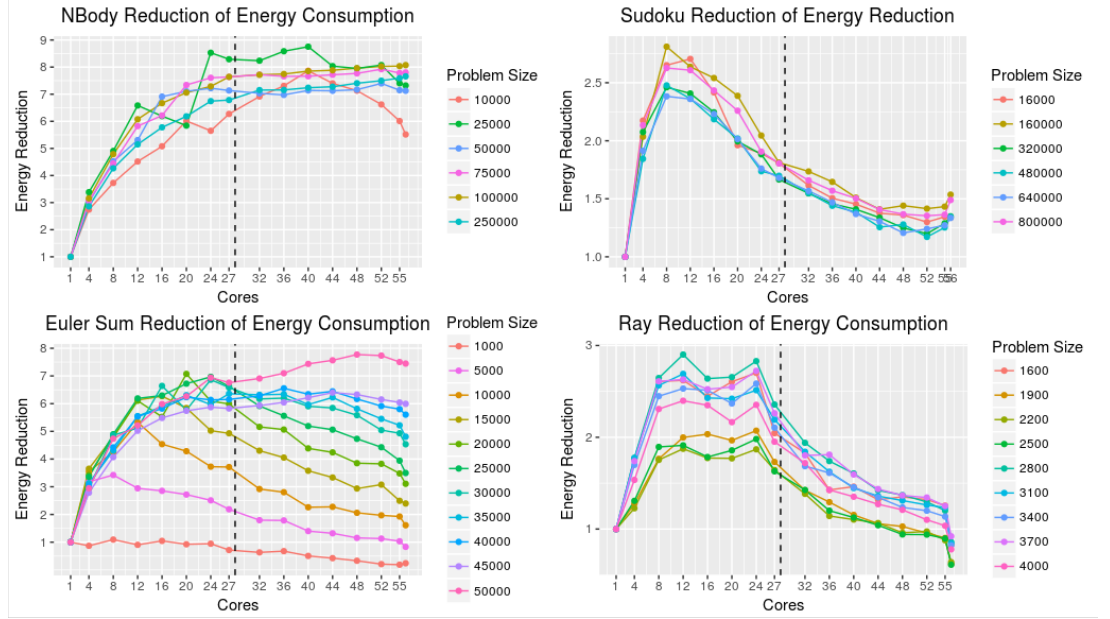 NBody Reduction of Energy Consumption
Energy Reduction
9
8
7
6
5
4
3
2
1
1 4 8 12 16 20 24 27 32 36 40 44 48 52 55
Cores
Problem Size
10000
25000
50000
75000
100000
250000
Sudoku Reduction of Energy Reduction
Energy Reduction
2.5
2.0
1.5
1.0
1 4 8 12 16 20 24 27 32 36 40 44 48 52 5556
Cores
Problem Size
16000
160000
320000
480000
640000
800000
Euler Sum Reduction of Energy Consumption
Energy Reduction
8
7
6
5
4
3
2
1
1 4 8 12 16 20 24 27 32 36 40 44 48 52 55
Cores
Problem Size
1000
5000
10000
15000
20000
25000
30000
35000
40000
45000
50000
Ray Reduction of Energy Consumption
Energy Reduction
3
2
1
1 4 8 12 16 20 24 27 32 36 40 44 48 52 55
Cores
Problem Size
1600
1900
2200
2500
2800
3100
3400
3700
4000